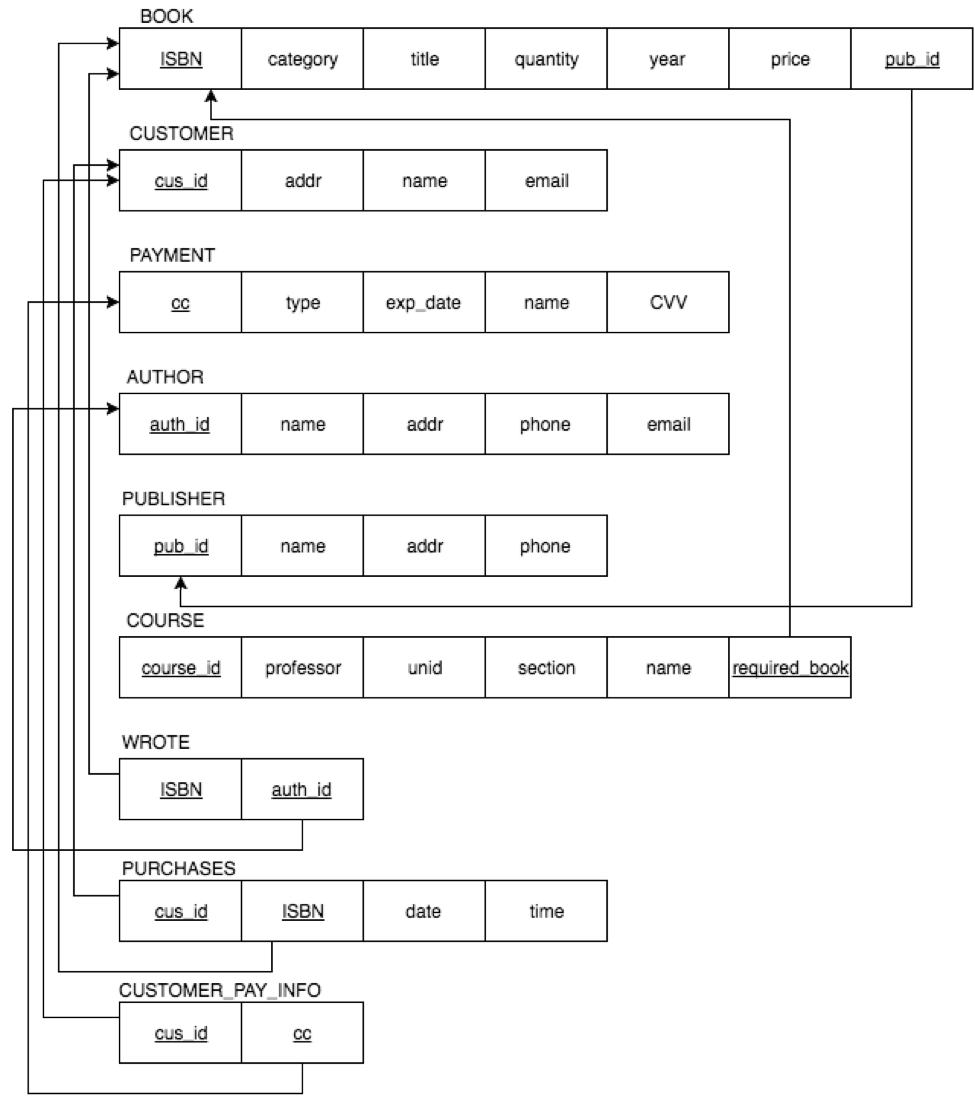 BOOK
ISBN category title quantity year price pub_id
CUSTOMER
cus_id addr name email
PAYMENT
cc type exp_date name CVV
AUTHOR
auth_id name addr phone email
PUBLISHER
pub_id name addr phone
COURSE
course_id professor unid section name required_book
WROTE
ISBN auth_id
PURCHASES
cus_id ISBN date time
CUSTOMER_PAY_INFO
cus_id cc